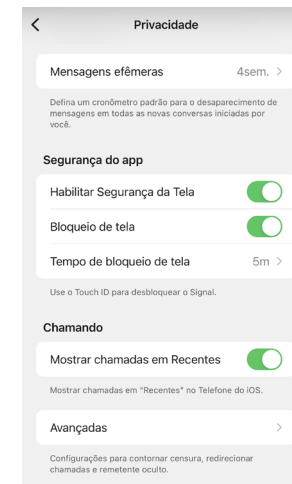 Privacidade
Mensagens efêmeras 4sem.
Defina um cronômetro padrão para o desaparecimento de
mensagens em todas as novas conversas iniciadas por
você.
Segurança do app
Habilitar Segurança da Tela
Bloqueio de tela
Tempo de bloqueio de tela 5m
Use o Touch ID para desbloquear o Signal.
Chamando
Mostrar chamadas em Recentes
Mostrar chamadas em "Recentes" no Telefone do iOS.
Avançadas
Configurações para contornar censura, redirecionar
chamadas e remetente oculto.